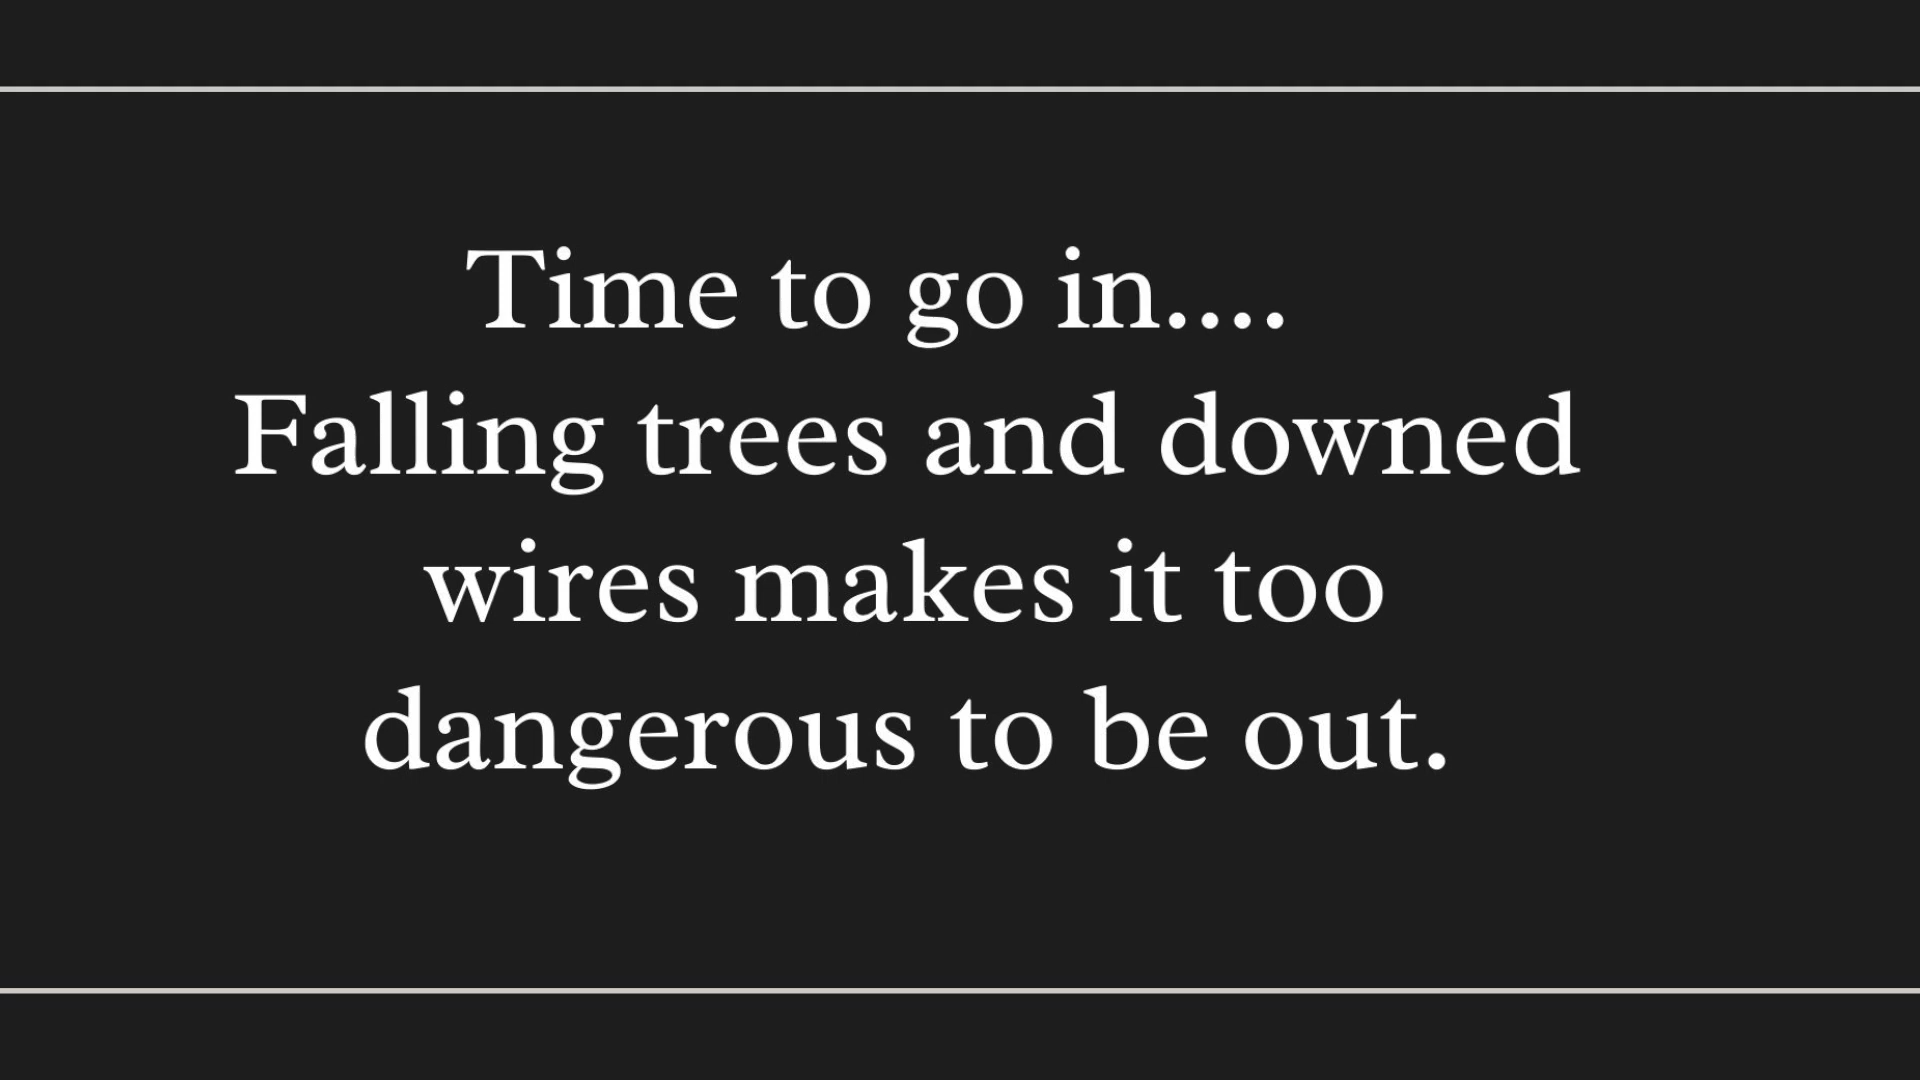 Time to go in....
Falling trees and downed
wires makes it too
dangerous to be out.